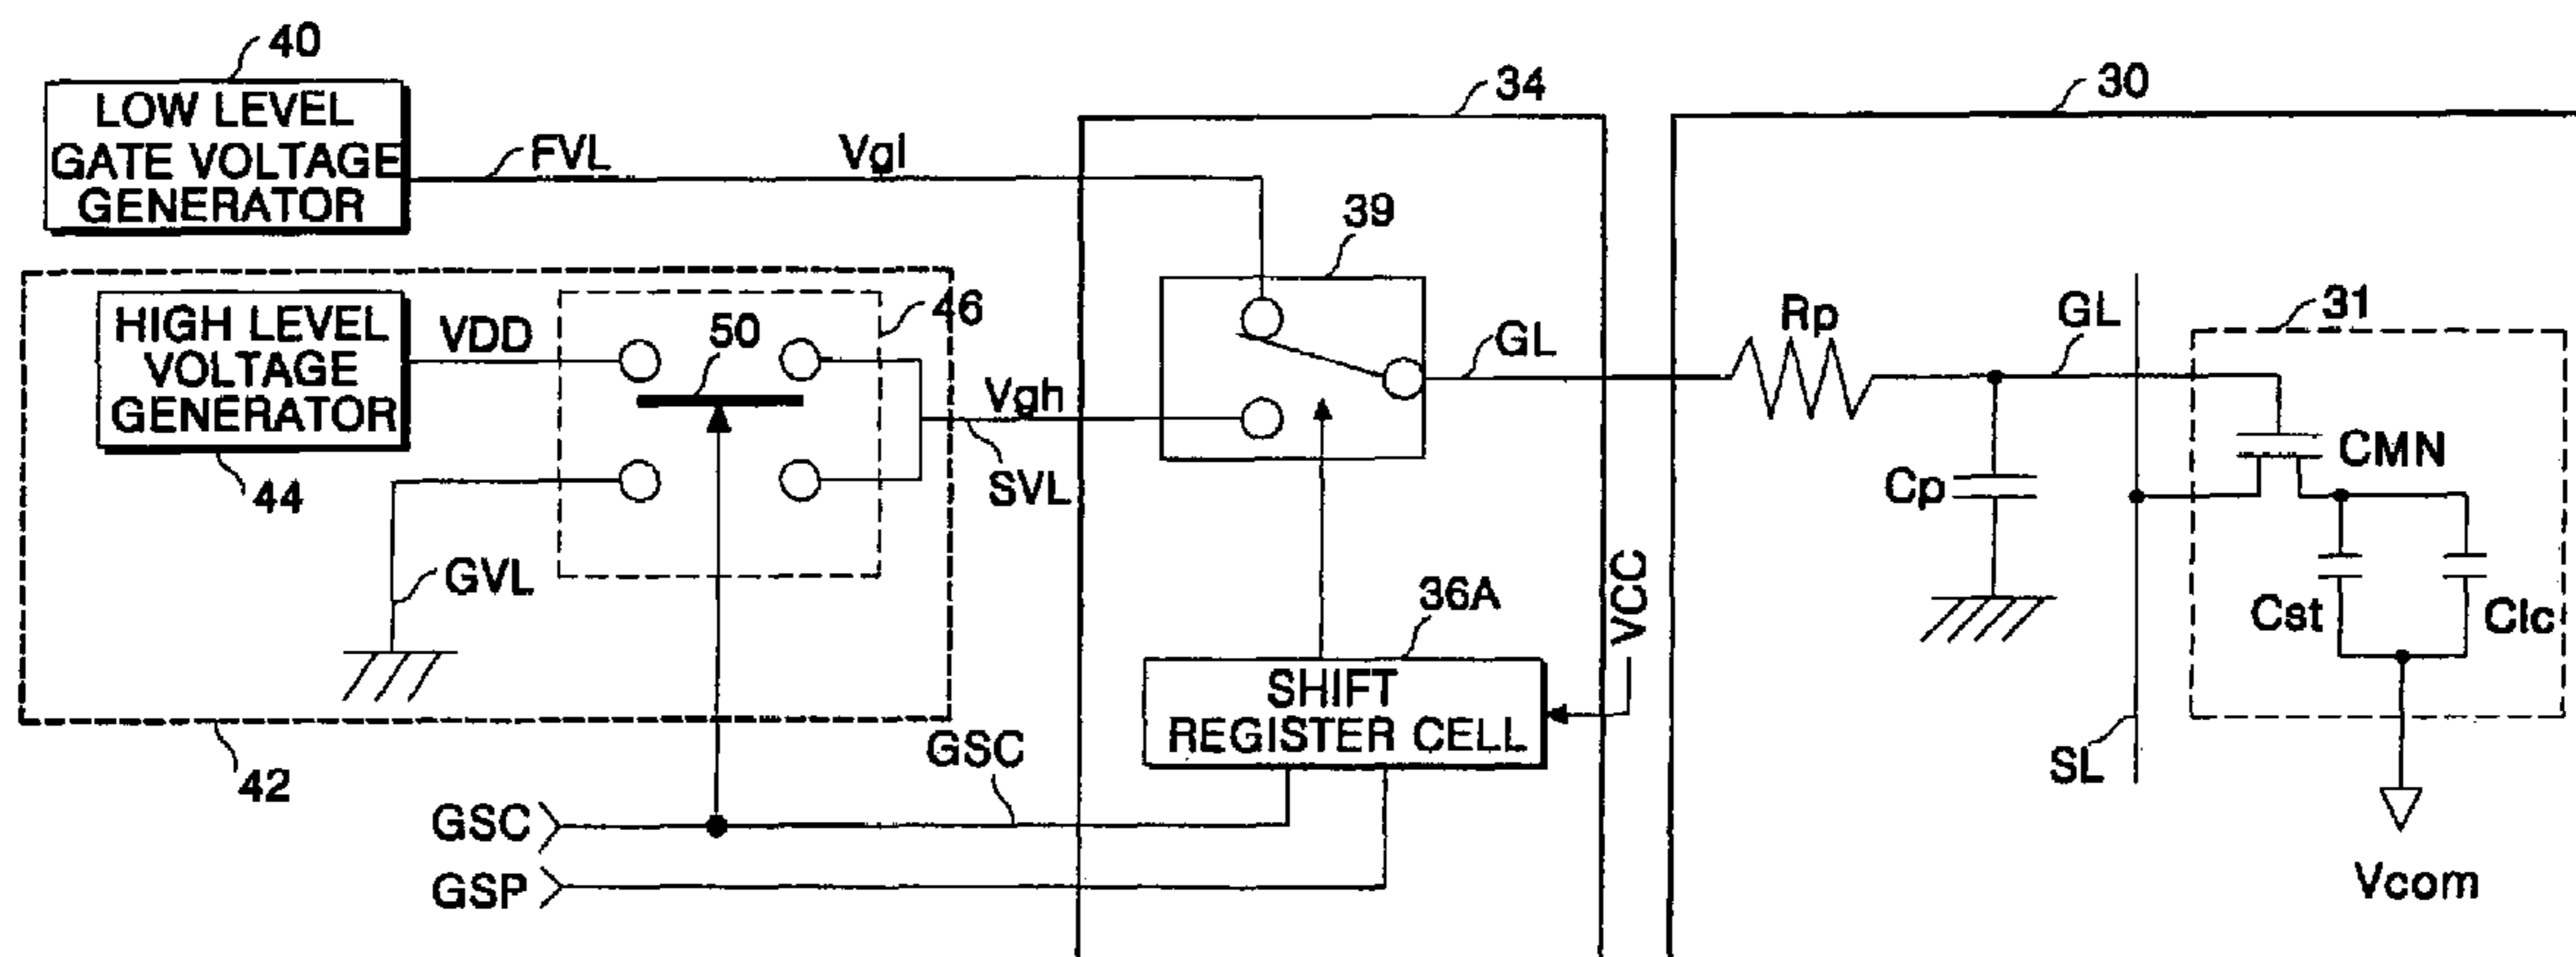 40
LOW LEVEL
GATE VOLTAGE
GENERATOR
FVL
Vgl
34
30
39
HIGH LEVEL
VOLTAGE
GENERATOR
VDD
50
46
44
Vgh
SVL
GL
Rp
GL
31
CMN
Cp
GVL
Cst
Clc
36A
VCC
SHIFT
REGISTER CELL
SL
42
GSC
GSC
GSP
Vcom